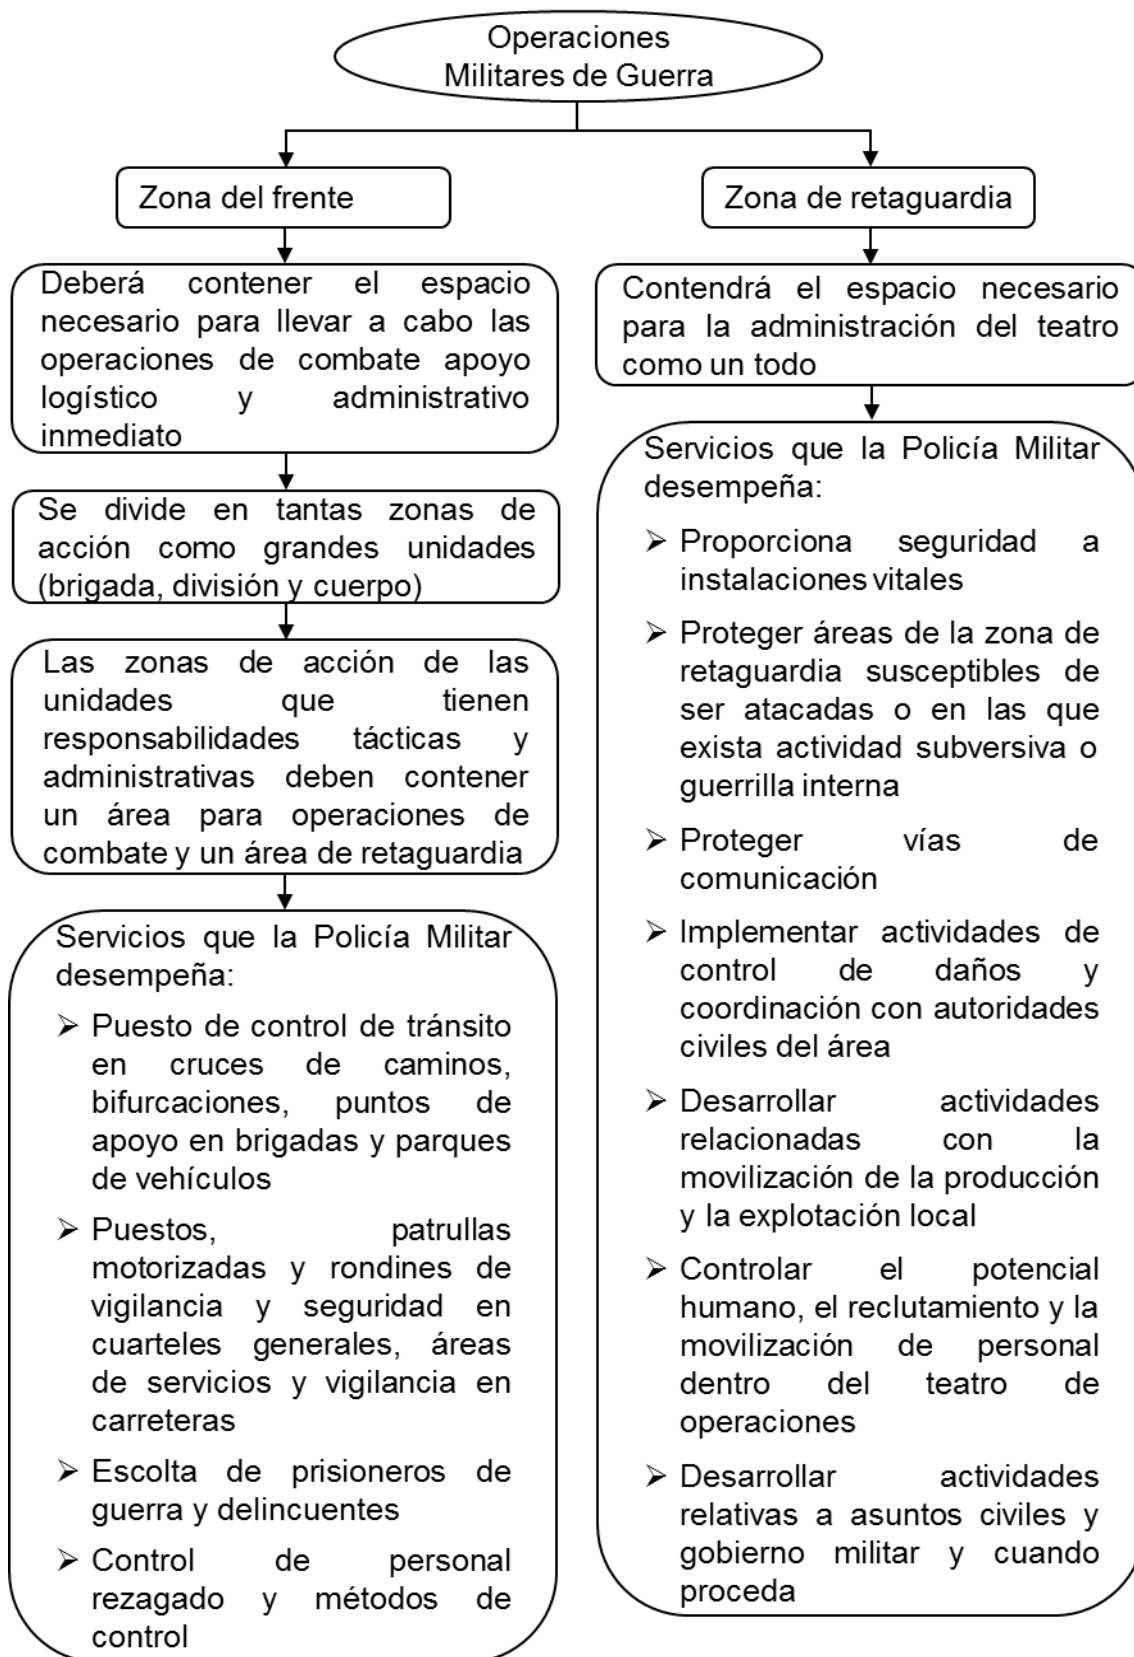 Operaciones
Militares de Guerra
Zona del frente
Deberá contener el espacio
necesario para llevar a cabo las
operaciones de combate apoyo
logístico y administrativo
inmediato
Se divide en tantas zonas de
acción como grandes unidades
(brigada, división y cuerpo)
Las zonas de acción de las
unidades que tienen
responsabilidades tácticas y
administrativas deben contener
un área para operaciones de
combate y un área de retaguardia
Servicios que la Policía Militar
desempeña:
➢ Puesto de control de tránsito
en cruces de caminos,
bifurcaciones, puntos de
apoyo en brigadas y parques
de vehículos
➢ Puestos, patrullas
motorizadas y rondines de
vigilancia y seguridad en
cuarteles generales, áreas
de servicios y vigilancia en
carreteras
➢ Escolta de prisioneros de
guerra y delincuentes
➢ Control de personal
rezagado y métodos de
control
Zona de retaguardia
Contendrá el espacio necesario
para la administración del teatro
como un todo
Servicios que la Policía Militar
desempeña:
➢ Proporciona seguridad a
instalaciones vitales
➢ Proteger áreas de la zona de
retaguardia susceptibles de
ser atacadas o en las que
exista actividad subversiva o
guerrilla interna
➢ Proteger vías de
comunicación
➢ Implementar actividades de
control de daños y
coordinación con autoridades
civiles del área
➢ Desarrollar actividades
relacionadas con la
movilización de la producción
y la explotación local
➢ Controlar el potencial
humano, el reclutamiento y la
movilización de personal
dentro del teatro de
operaciones
➢ Desarrollar actividades
relativas a asuntos civiles y
gobierno militar y cuando
proceda